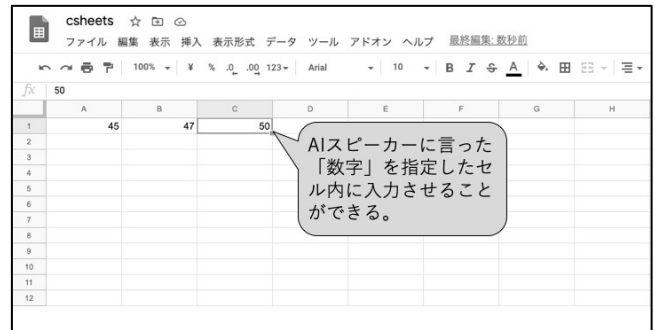 csheets
ファイル 編集 表示 挿入 表示形式 データ ツール アドオン ヘルプ 最終編集: 数秒前
100% ¥ % .0 .00 123 Arial 10 B I S A
fx 50
A B C D E F G H
1 45 47 50
2
3
4
5
6
7
8
9
10
11
12
AIスピーカーに言った
「数字」を指定したセ
ル内に入力させること
ができる。